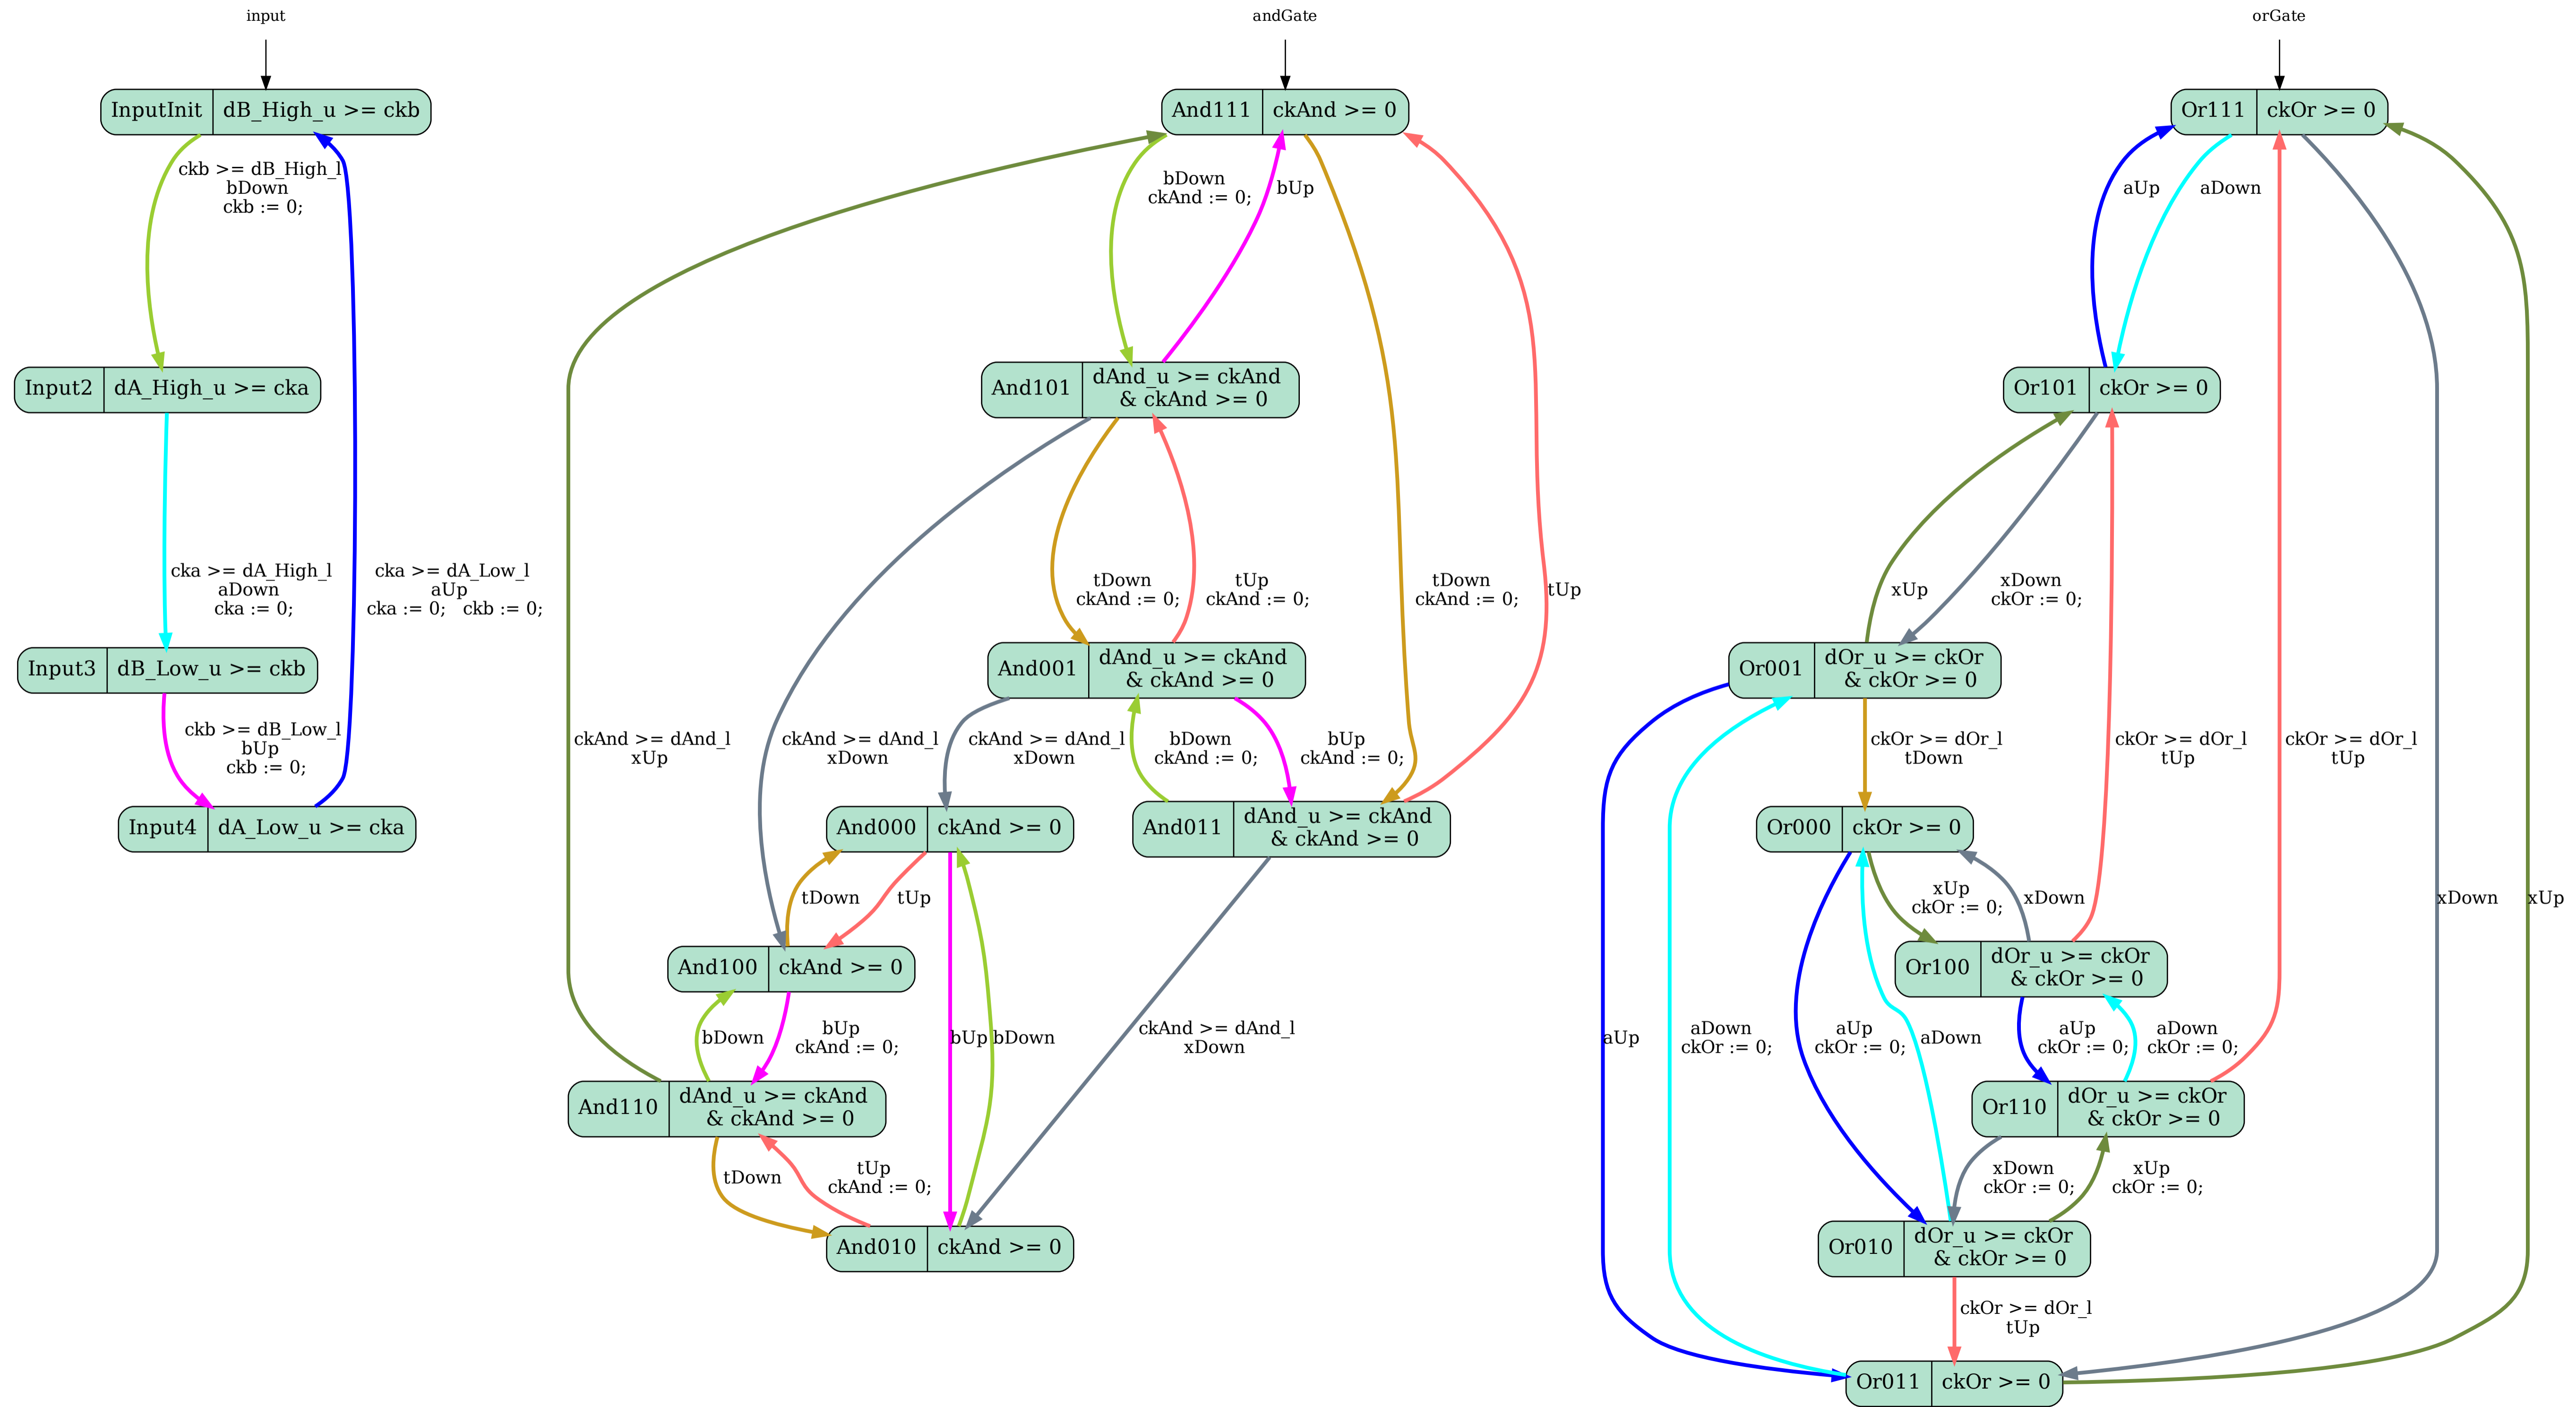 input
InputInit
dB_High_u >= ckb
ckb >= dB_High_l
bDown
ckb := 0;
Input2
dA_High_u >= cka
cka >= dA_High_l
aDown
cka := 0;
cka >= dA_Low_l
aUp
cka := 0; ckb := 0;
Input3
dB_Low_u >= ckb
ckb >= dB_Low_l
bUp
ckb := 0;
Input4
dA_Low_u >= cka
andGate
And111
ckAnd >= 0
bDown
ckAnd := 0;
bUp
And101
dAnd_u >= ckAnd
& ckAnd >= 0
tDown
ckAnd := 0;
tUp
ckAnd := 0;
tDown
ckAnd := 0;
tUp
And001
dAnd_u >= ckAnd
& ckAnd >= 0
ckAnd >= dAnd_l
xUp
ckAnd >= dAnd_l
xDown
ckAnd >= dAnd_l
xDown
bDown
ckAnd := 0;
bUp
ckAnd := 0;
And000
ckAnd >= 0
And011
dAnd_u >= ckAnd
& ckAnd >= 0
tDown
tUp
And100
ckAnd >= 0
bDown
bUp
ckAnd := 0;
bUp
bDown
ckAnd >= dAnd_l
xDown
And110
dAnd_u >= ckAnd
& ckAnd >= 0
tDown
tUp
ckAnd := 0;
And010
ckAnd >= 0
orGate
Or111
ckOr >= 0
aUp
aDown
Or101
ckOr >= 0
xUp
xDown
ckOr := 0;
Or001
dOr_u >= ckOr
& ckOr >= 0
ckOr >= dOr_l
tDown
ckOr >= dOr_l
tUp
ckOr >= dOr_l
tUp
Or000
ckOr >= 0
xUp
ckOr := 0;
xDown
xDown
xUp
Or100
dOr_u >= ckOr
& ckOr >= 0
aUp
aDown
ckOr := 0;
aUp
ckOr := 0;
aDown
aUp
ckOr := 0;
aDown
ckOr := 0;
Or110
dOr_u >= ckOr
& ckOr >= 0
xDown
ckOr := 0;
xUp
ckOr := 0;
Or010
dOr_u >= ckOr
& ckOr >= 0
ckOr >= dOr_l
tUp
Or011
ckOr >= 0